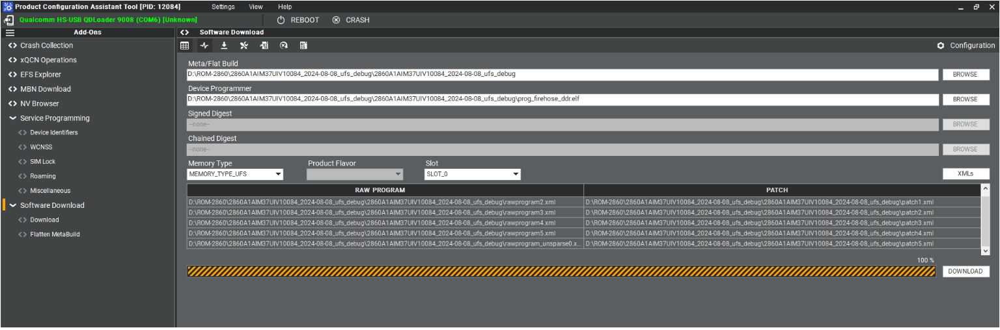 Product Configuration Assistant Tool [PID: 12084] Settings View Help
Qualcomm HS-USB QDLoader 9008 (COM6) [Unknown] REBOOT CRASH
Add-Ons
Crash Collection
xQCN Operations
EFS Explorer
MBN Download
NV Browser
Service Programming
Device Identifiers
WCNSS
SIM Lock
Roaming
Miscellaneous
Software Download
Download
Flatten MetaBuild
Software Download
Configuration
Meta/Flat Build
D:\ROM-2860\2860A1AIM37UIV10084_2024-08-08_ufs_debug\2860A1AIM37UIV10084_2024-08-08_ufs_debug BROWSE
Device Programmer
D:\ROM-2860\2860A1AIM37UIV10084_2024-08-08_ufs_debug\2860A1AIM37UIV10084_2024-08-08_ufs_debug\prog_firehose_ddr.elf BROWSE
Signed Digest
--none-- BROWSE
Chained Digest
--none-- BROWSE
Memory Type Product Flavor Slot
MEMORY_TYPE_UFS SLOT_0 XMLs
RAW PROGRAM PATCH
D:\ROM-2860\2860A1AIM37UIV10084_2024-08-08_ufs_debug\2860A1AIM37UIV10084_2024-08-08_ufs_debug\rawprogram2.xml D:\ROM-2860\2860A1AIM37UIV10084_2024-08-08_ufs_debug\2860A1AIM37UIV10084_2024-08-08_ufs_debug\patch1.xml
D:\ROM-2860\2860A1AIM37UIV10084_2024-08-08_ufs_debug\2860A1AIM37UIV10084_2024-08-08_ufs_debug\rawprogram3.xml D:\ROM-2860\2860A1AIM37UIV10084_2024-08-08_ufs_debug\2860A1AIM37UIV10084_2024-08-08_ufs_debug\patch2.xml
D:\ROM-2860\2860A1AIM37UIV10084_2024-08-08_ufs_debug\2860A1AIM37UIV10084_2024-08-08_ufs_debug\rawprogram4.xml D:\ROM-2860\2860A1AIM37UIV10084_2024-08-08_ufs_debug\2860A1AIM37UIV10084_2024-08-08_ufs_debug\patch3.xml
D:\ROM-2860\2860A1AIM37UIV10084_2024-08-08_ufs_debug\2860A1AIM37UIV10084_2024-08-08_ufs_debug\rawprogram5.xml D:\ROM-2860\2860A1AIM37UIV10084_2024-08-08_ufs_debug\2860A1AIM37UIV10084_2024-08-08_ufs_debug\patch4.xml
D:\ROM-2860\2860A1AIM37UIV10084_2024-08-08_ufs_debug\2860A1AIM37UIV10084_2024-08-08_ufs_debug\rawprogram_unsparse0.x... D:\ROM-2860\2860A1AIM37UIV10084_2024-08-08_ufs_debug\2860A1AIM37UIV10084_2024-08-08_ufs_debug\patch5.xml
100 %
DOWNLOAD